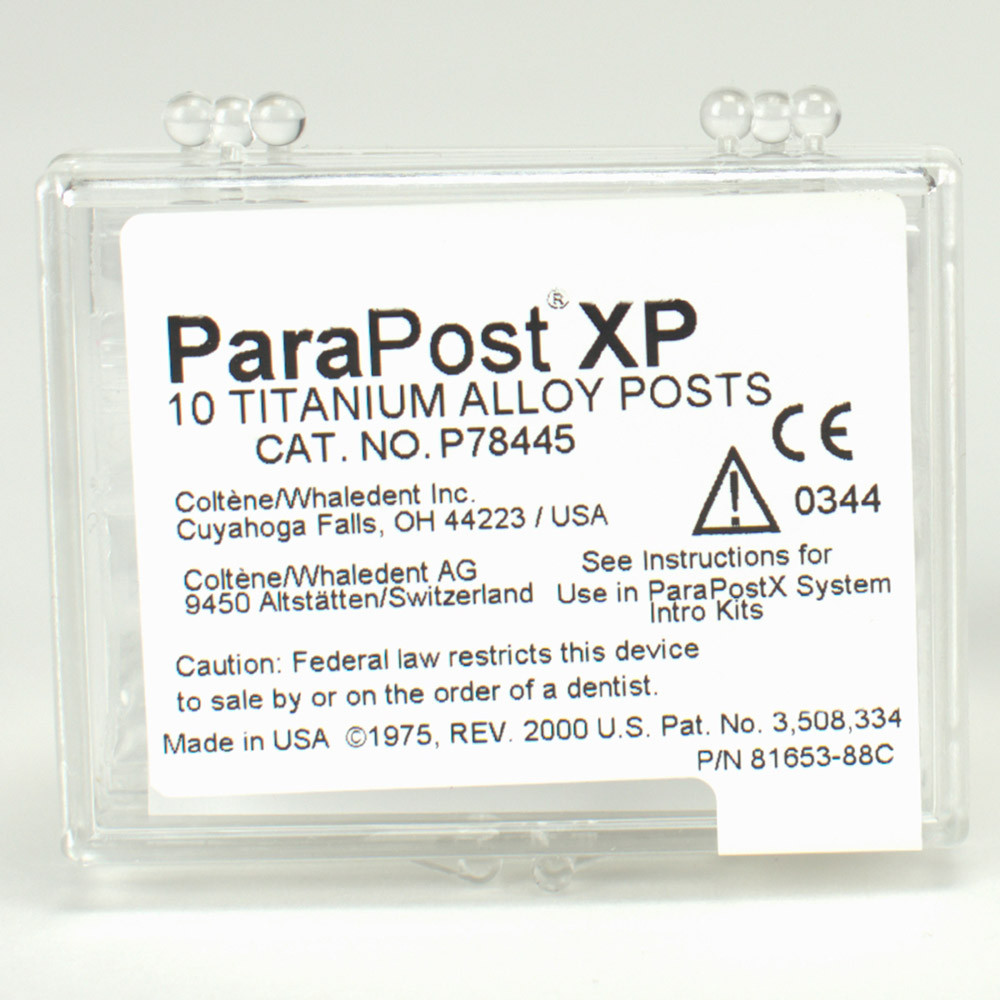 ParaPost® XP
10 TITANIUM ALLOY POSTS
CAT. NO. P78445
CE
0344
Coltène/Whaledent Inc.
Cuyahoga Falls, OH 44223 / USA
Coltène/Whaledent AG
9450 Altstätten/Switzerland
See Instructions for
Use in ParaPostX System
Intro Kits
Caution: Federal law restricts this device
to sale by or on the order of a dentist.
Made in USA ©1975, REV. 2000 U.S. Pat. No. 3,508,334
P/N 81653-88C